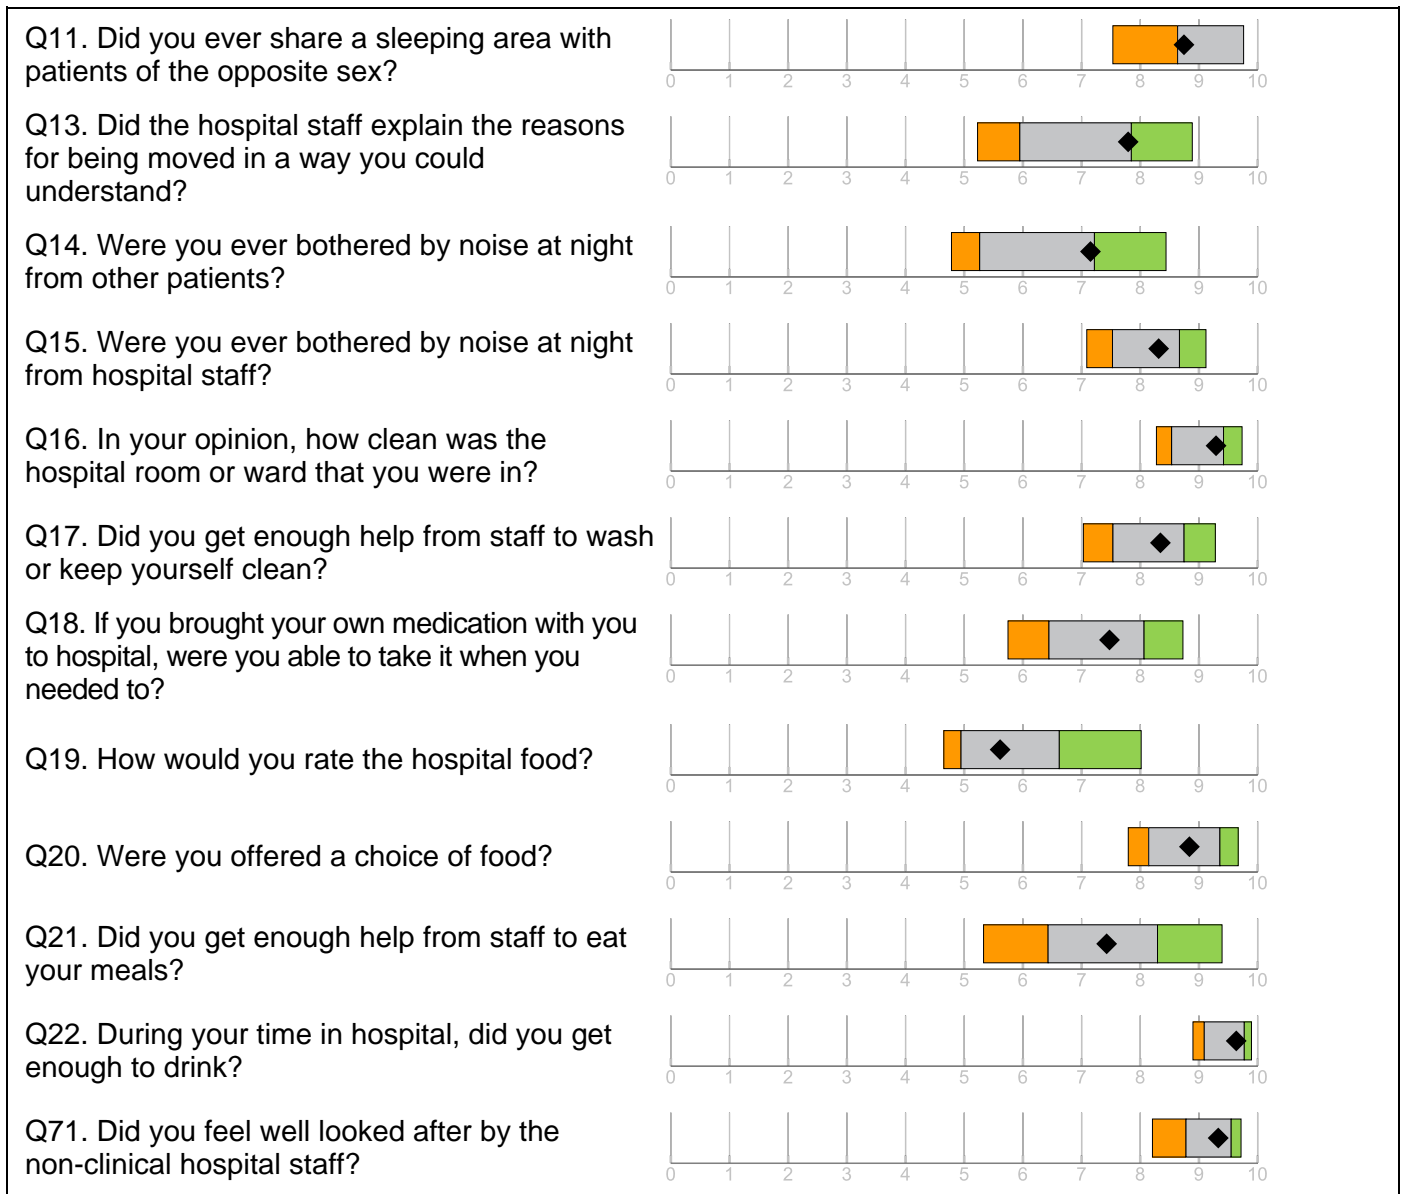 Q11. Did you ever share a sleeping area with
patients of the opposite sex?
0 1 2 3 4 5 6 7 8 9 10
Q13. Did the hospital staff explain the reasons
for being moved in a way you could
understand?
0 1 2 3 4 5 6 7 8 9 10
Q14. Were you ever bothered by noise at night
from other patients?
0 1 2 3 4 5 6 7 8 9 10
Q15. Were you ever bothered by noise at night
from hospital staff?
0 1 2 3 4 5 6 7 8 9 10
Q16. In your opinion, how clean was the
hospital room or ward that you were in?
0 1 2 3 4 5 6 7 8 9 10
Q17. Did you get enough help from staff to wash
or keep yourself clean?
0 1 2 3 4 5 6 7 8 9 10
Q18. If you brought your own medication with you
to hospital, were you able to take it when you
needed to?
0 1 2 3 4 5 6 7 8 9 10
Q19. How would you rate the hospital food?
0 1 2 3 4 5 6 7 8 9 10
Q20. Were you offered a choice of food?
0 1 2 3 4 5 6 7 8 9 10
Q21. Did you get enough help from staff to eat
your meals?
0 1 2 3 4 5 6 7 8 9 10
Q22. During your time in hospital, did you get
enough to drink?
0 1 2 3 4 5 6 7 8 9 10
Q71. Did you feel well looked after by the
non-clinical hospital staff?
0 1 2 3 4 5 6 7 8 9 10